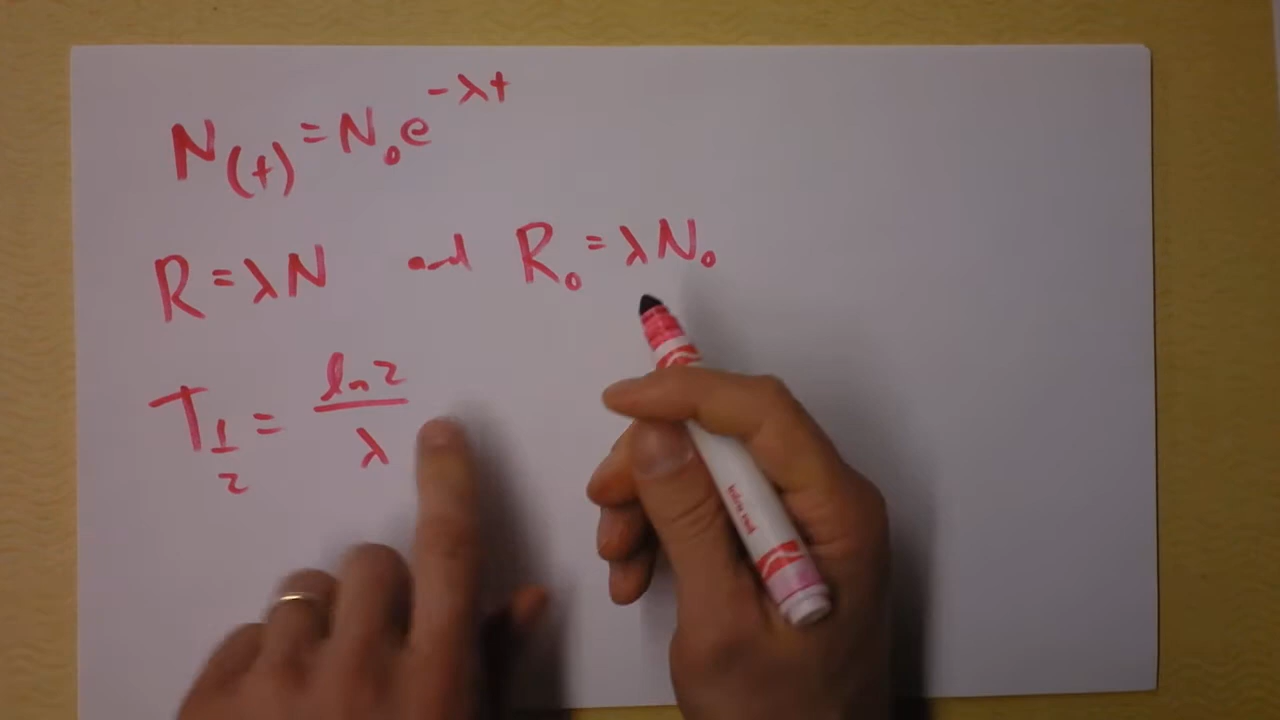 N(t) = N₀e^-λt
R = λN and R₀ = λN₀
T½ = ln2/λ